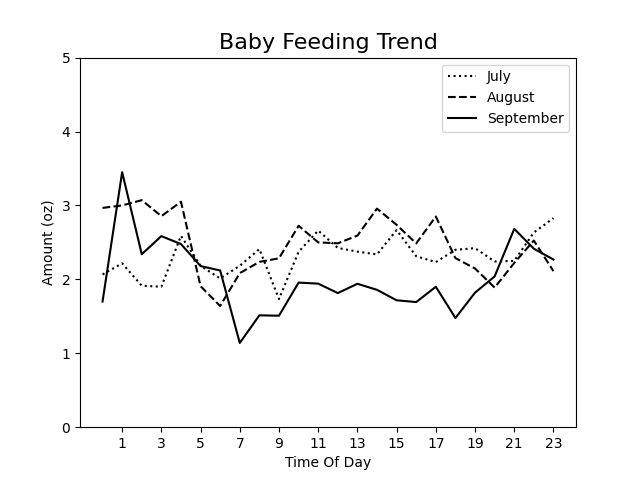 Baby Feeding Trend
July
August
September
Amount (oz)
5
4
3
2
1
0
1 3 5 7 9 11 13 15 17 19 21 23
Time Of Day